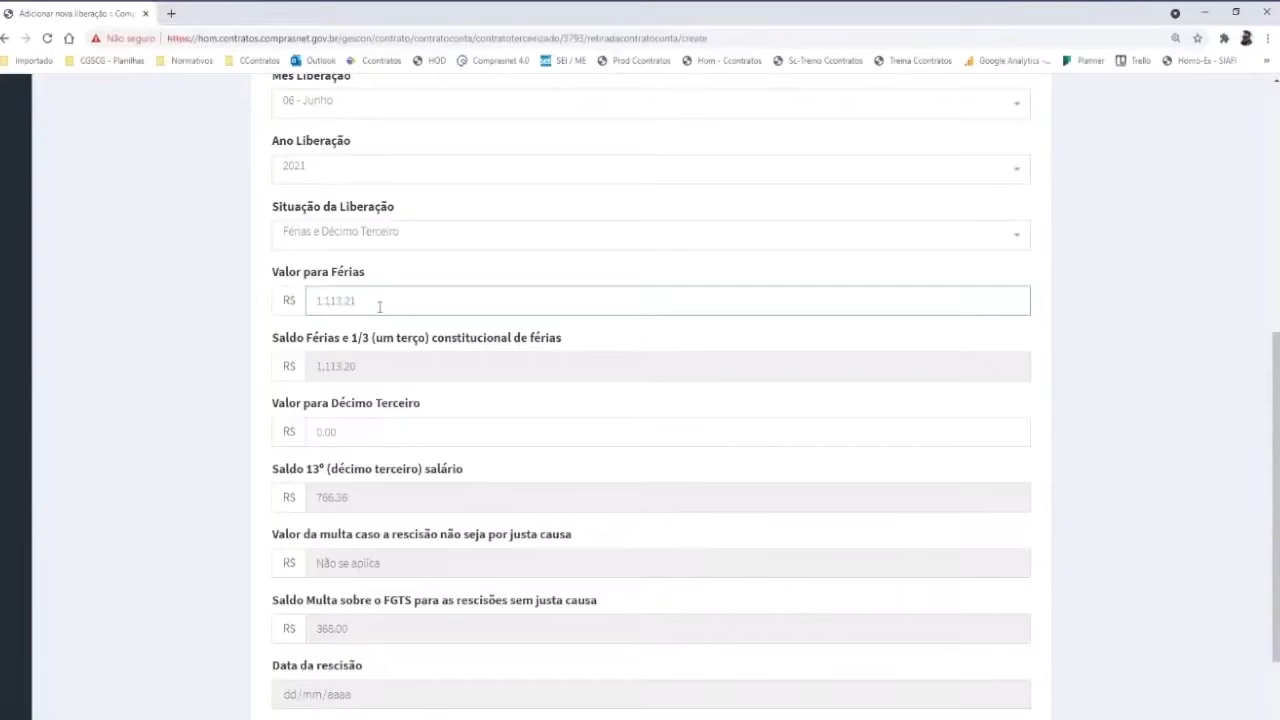 Adicionar nova liberação :: Comp
Não seguro
https://hom.contratos.comprasnet.gov.br/gescon/contrato/contratoconta/contratoterceirizado/3793/retiradacontratoconta/create
Importado CGSCG - Planilhas Normativos CContratos Outlook Ccontratos HOD Comprasnet 4.0 SEI / ME Prod Ccontratos Hom - Ccontratos Sc-Treino Ccontratos Treina Ccontratos Google Analytics -... Planner Trello Homo-Ex - SIAFI »
Mês Liberação
06 - Junho
Ano Liberação
2021
Situação da Liberação
Férias e Décimo Terceiro
Valor para Férias
R$ 1.113,21
Saldo Férias e 1/3 (um terço) constitucional de férias
R$ 1,113.20
Valor para Décimo Terceiro
R$ 0.00
Saldo 13º (décimo terceiro) salário
R$ 766.36
Valor da multa caso a rescisão não seja por justa causa
R$ Não se aplica
Saldo Multa sobre o FGTS para as rescisões sem justa causa
R$ 368.00
Data da rescisão
dd/mm/aaaa